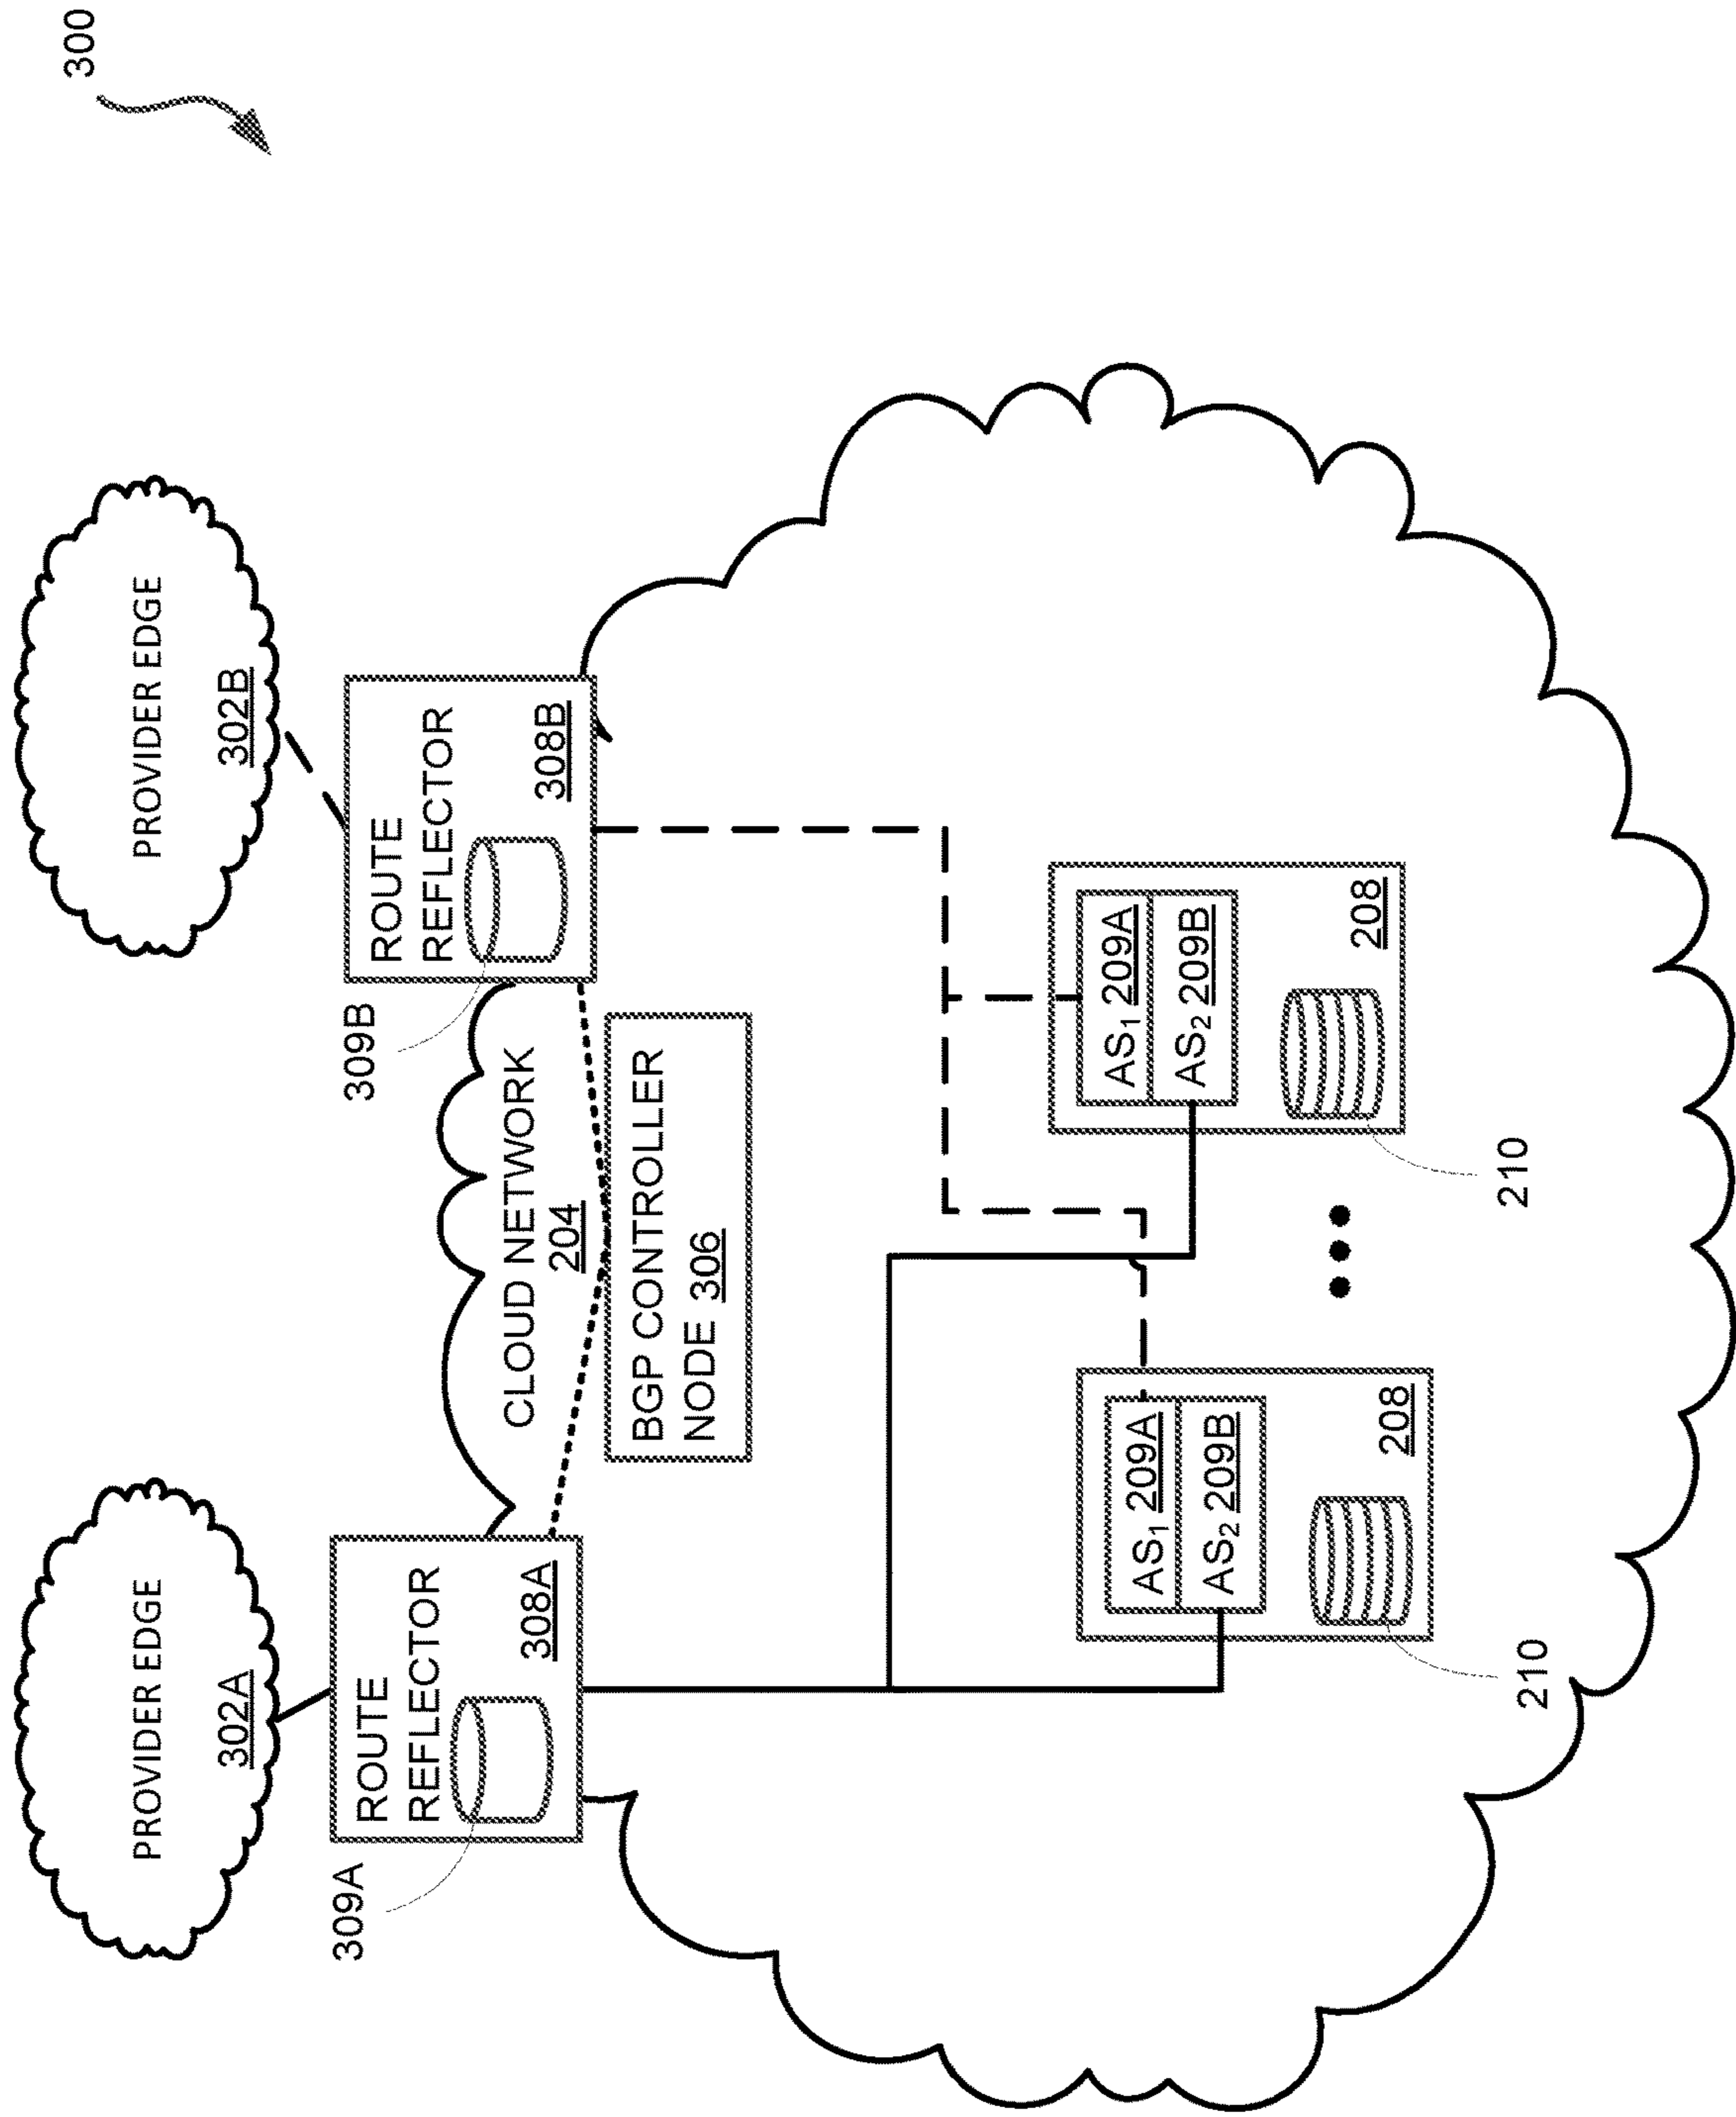 300
PROVIDER EDGE
302A
PROVIDER EDGE
302B
309A
ROUTE
REFLECTOR
308A
309B
ROUTE
REFLECTOR
308B
CLOUD NETWORK
204
BGP CONTROLLER
NODE 306
AS₁ 209A
AS₂ 209B
208
210
AS₁ 209A
AS₂ 209B
208
210